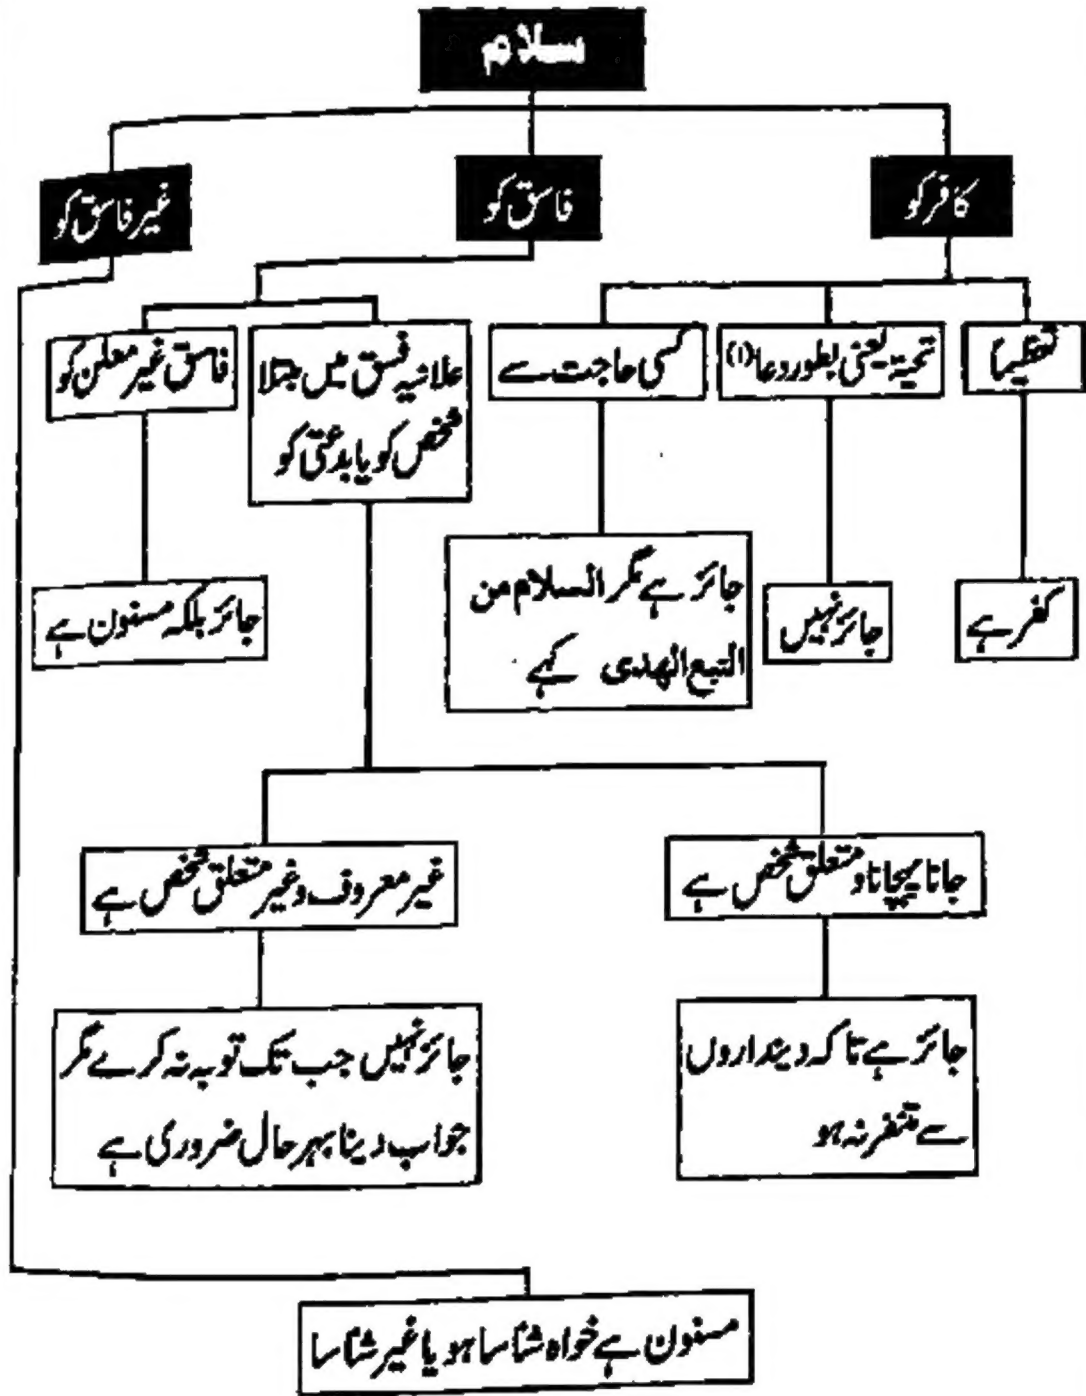 سلام
کافر کو
فاسق کو
غیر فاسق کو
تعظیماً
تحیۃ یعنی بطور دعا (۱)
کسی حاجت سے
علانیہ فسق میں مبتلا
شخص کو یا بدعتی کو
فاسق غیر معلن کو
کفر ہے
جائز نہیں
جائز ہے مگر السلام من
التبع الھدی کہے
جائز بلکہ مسنون ہے
جانا پہچانا و متعلق شخص ہے
غیر معروف و غیر متعلق شخص ہے
جائز ہے تاکہ دینداروں
سے متنفر نہ ہو
جائز نہیں جب تک توبہ نہ کرے مگر
جواب دینا بہر حال ضروری ہے
مسنون ہے خواہ شناسا ہو یا غیر شناسا